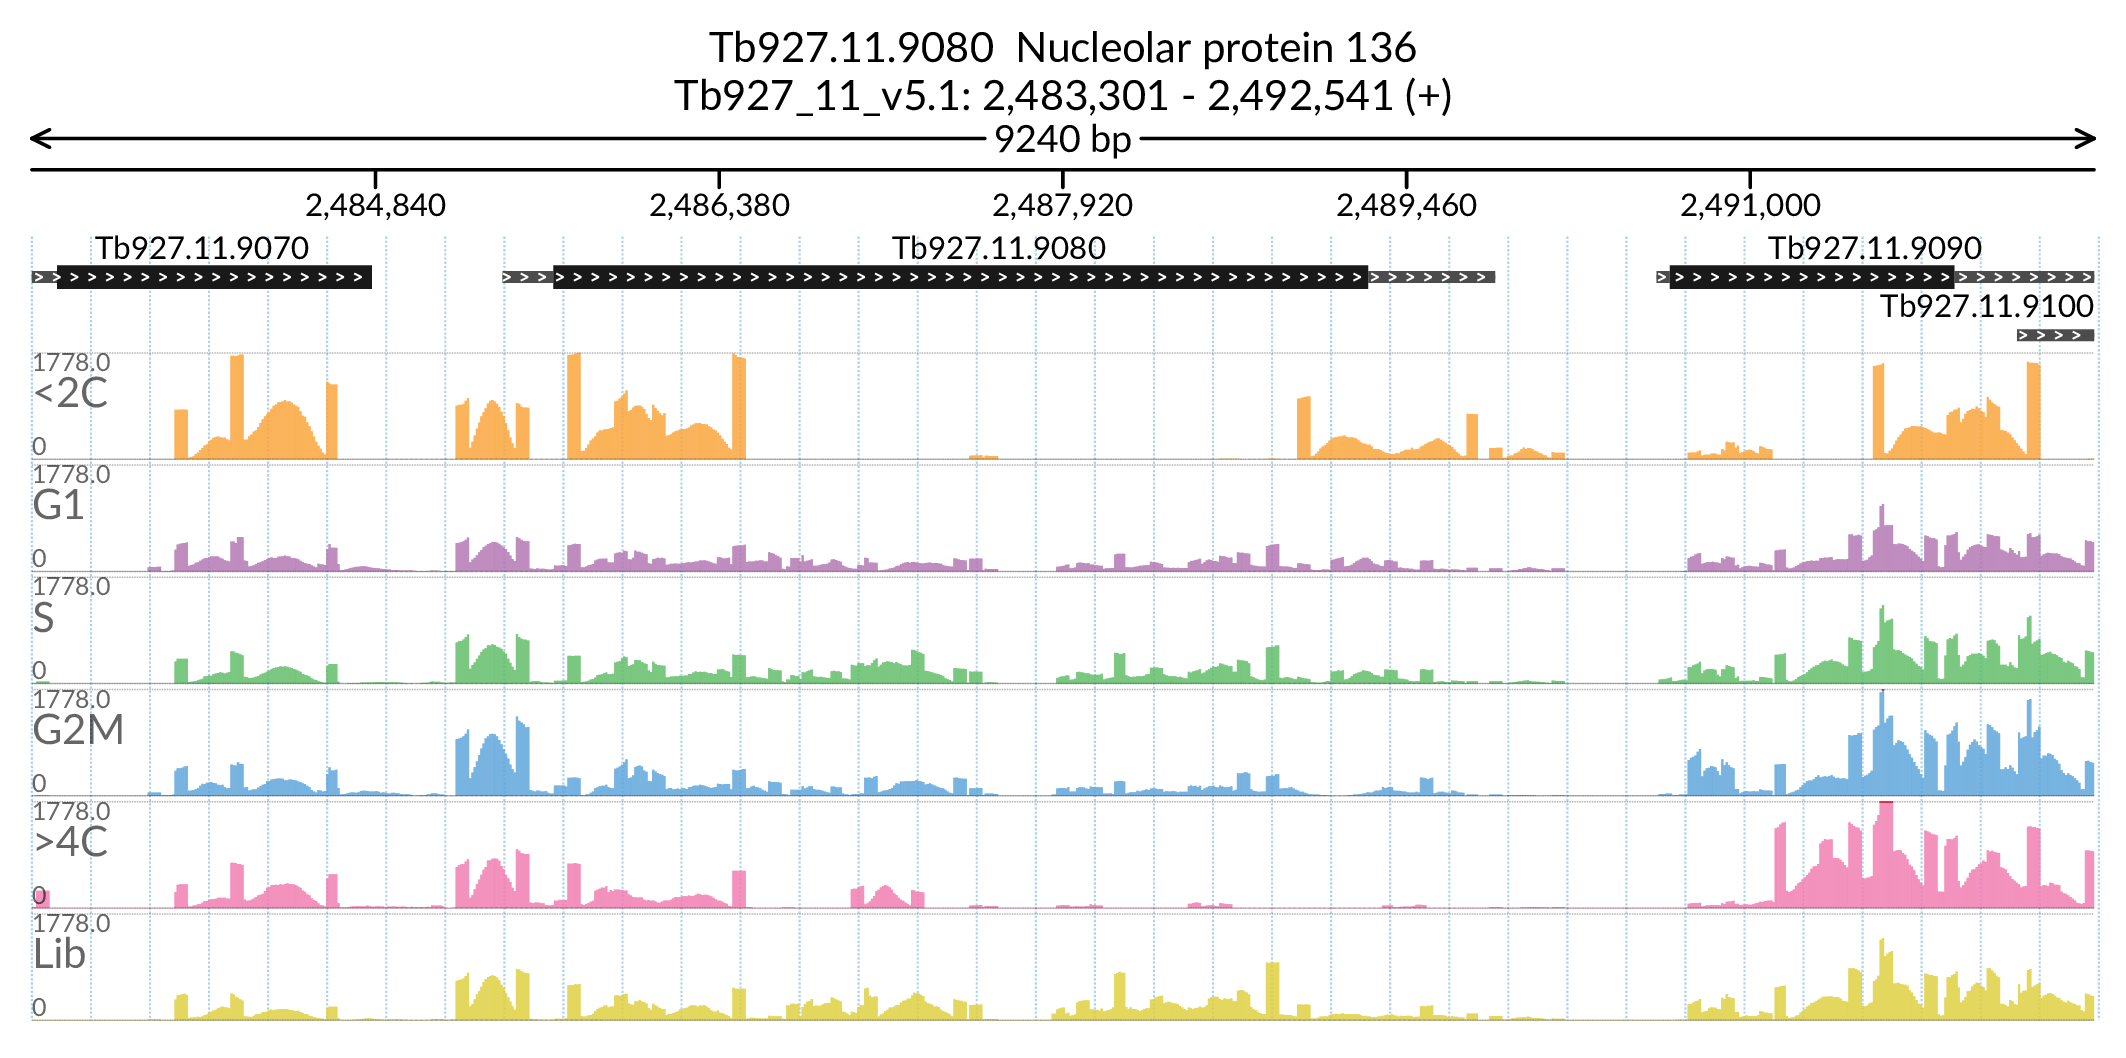 Tb927.11.9080  Nucleolar protein 136
Tb927_11_v5.1: 2,483,301 - 2,492,541 (+)
9240 bp
2,484,840 2,486,380 2,487,920 2,489,460 2,491,000
Tb927.11.9070 Tb927.11.9080 Tb927.11.9090
Tb927.11.9100
1778.0
<2C
0
1778.0
G1
0
1778.0
S
0
1778.0
G2M
0
1778.0
>4C
0
1778.0
Lib
0